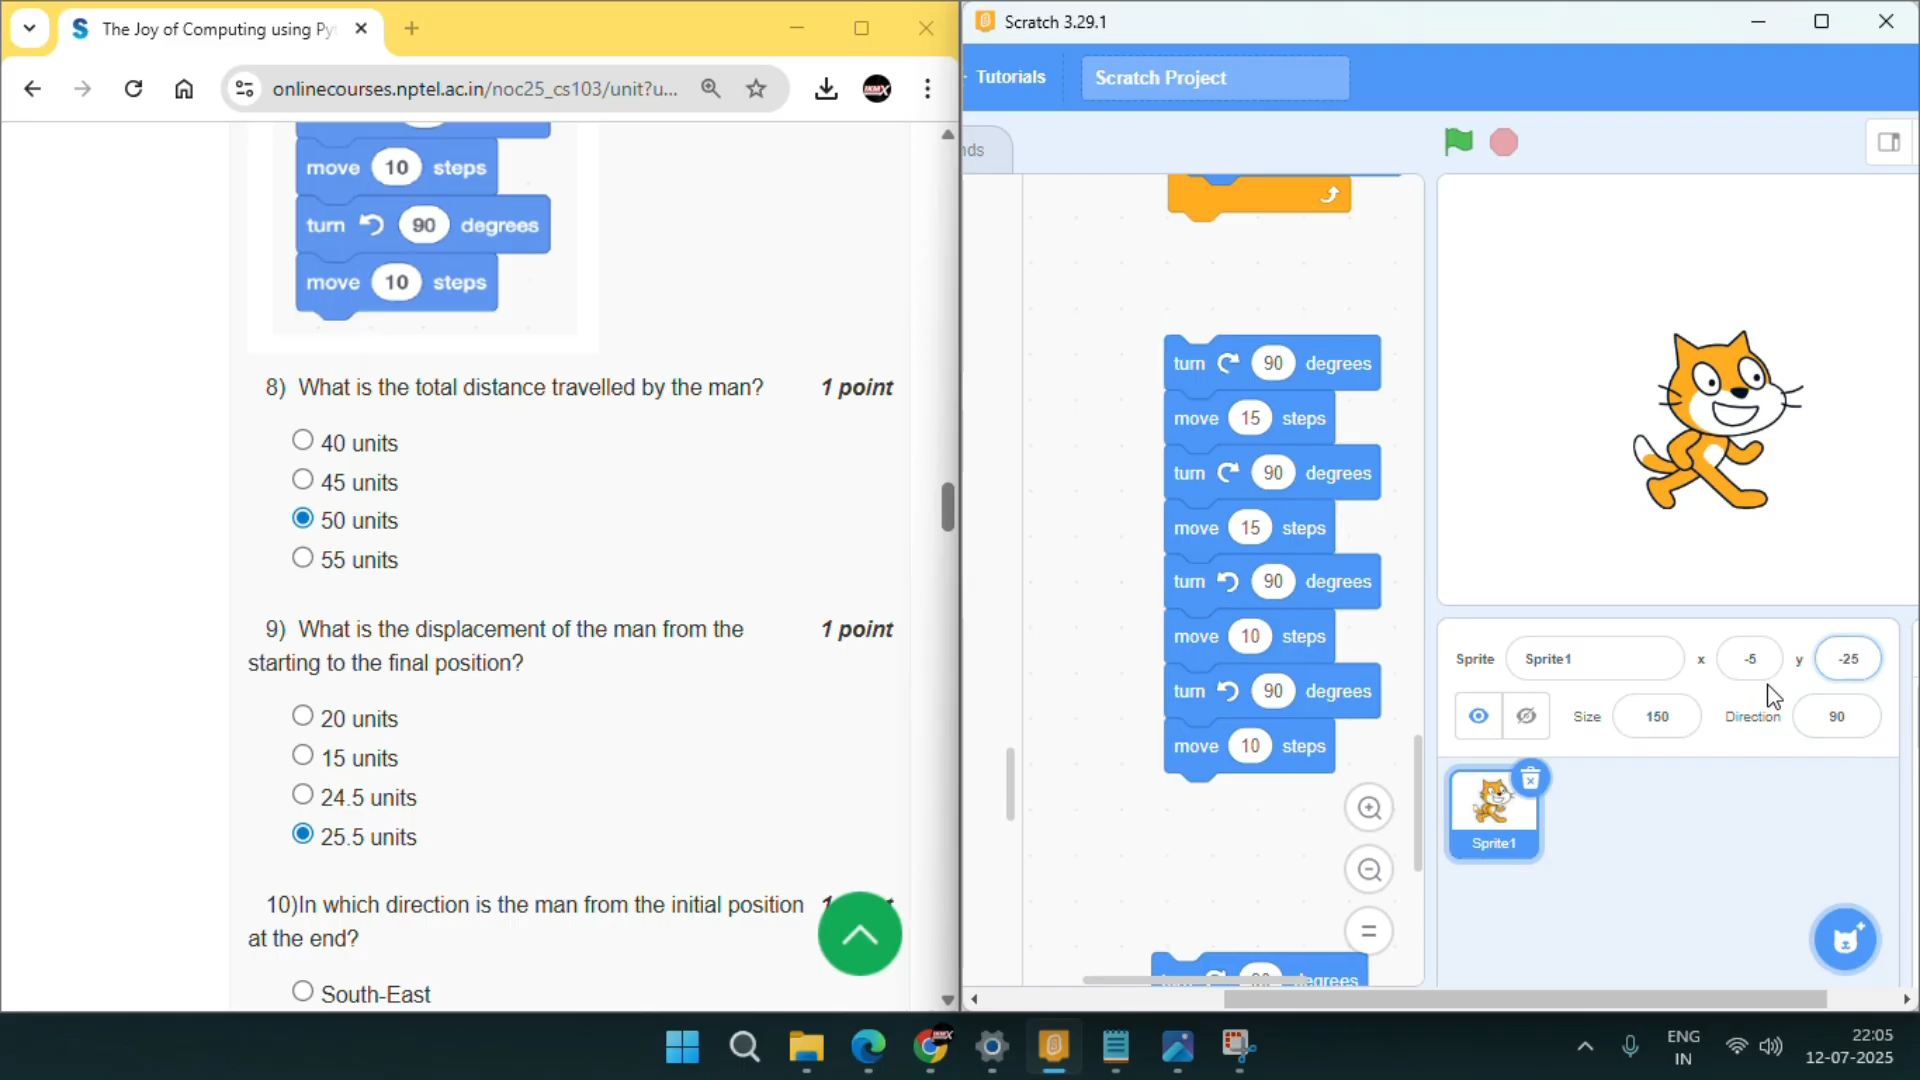 The Joy of Computing using Py
Scratch 3.29.1
onlinecourses.nptel.ac.in/noc25_cs103/unit?u...
Tutorials
Scratch Project
nds
move 10 steps
turn 90 degrees
move 10 steps
8) What is the total distance travelled by the man? 1 point
40 units
45 units
50 units
55 units
9) What is the displacement of the man from the 1 point
starting to the final position?
20 units
15 units
24.5 units
25.5 units
10)In which direction is the man from the initial position
at the end?
South-East
turn 90 degrees
move 15 steps
turn 90 degrees
move 15 steps
turn 90 degrees
move 10 steps
turn 90 degrees
move 10 steps
Sprite Sprite1 x -5 y -25
Size 150 Direction 90
Sprite1
ENG
IN
22:05
12-07-2025